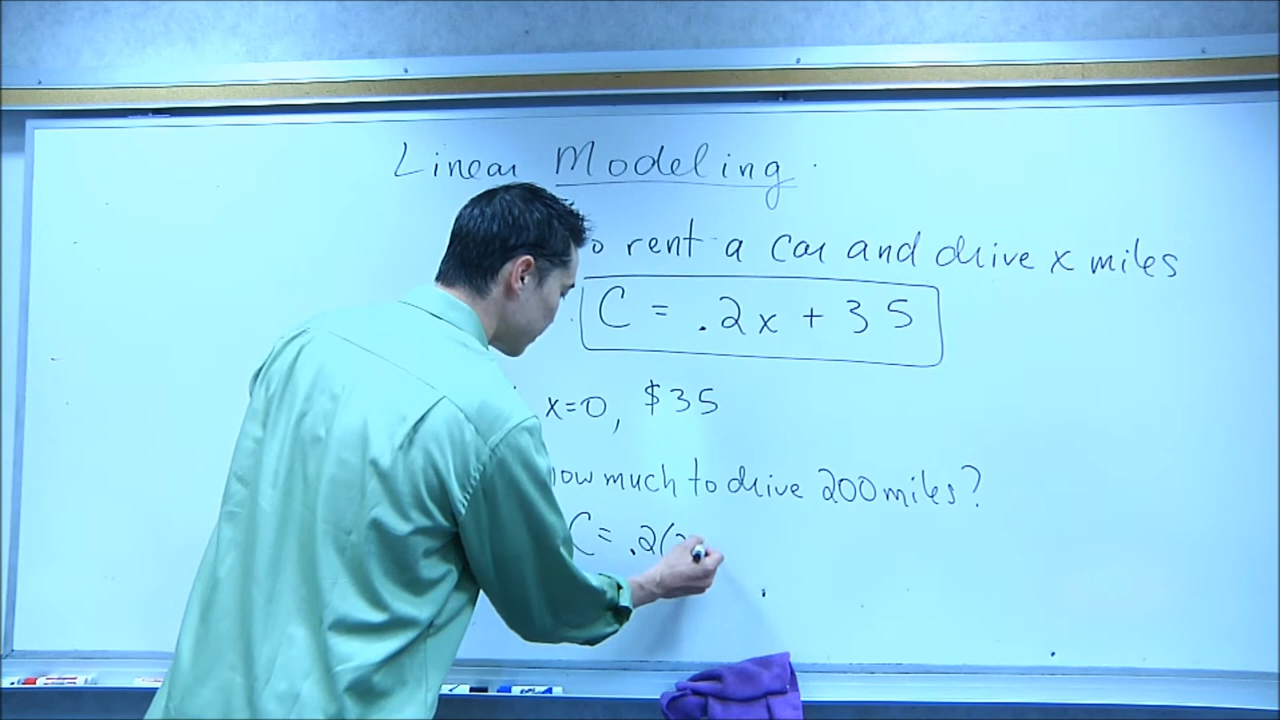 Linear Modeling
rent a car and drive x miles
C = .2x + 35
x=0, $35
how much to drive 200 miles?
C = .2(